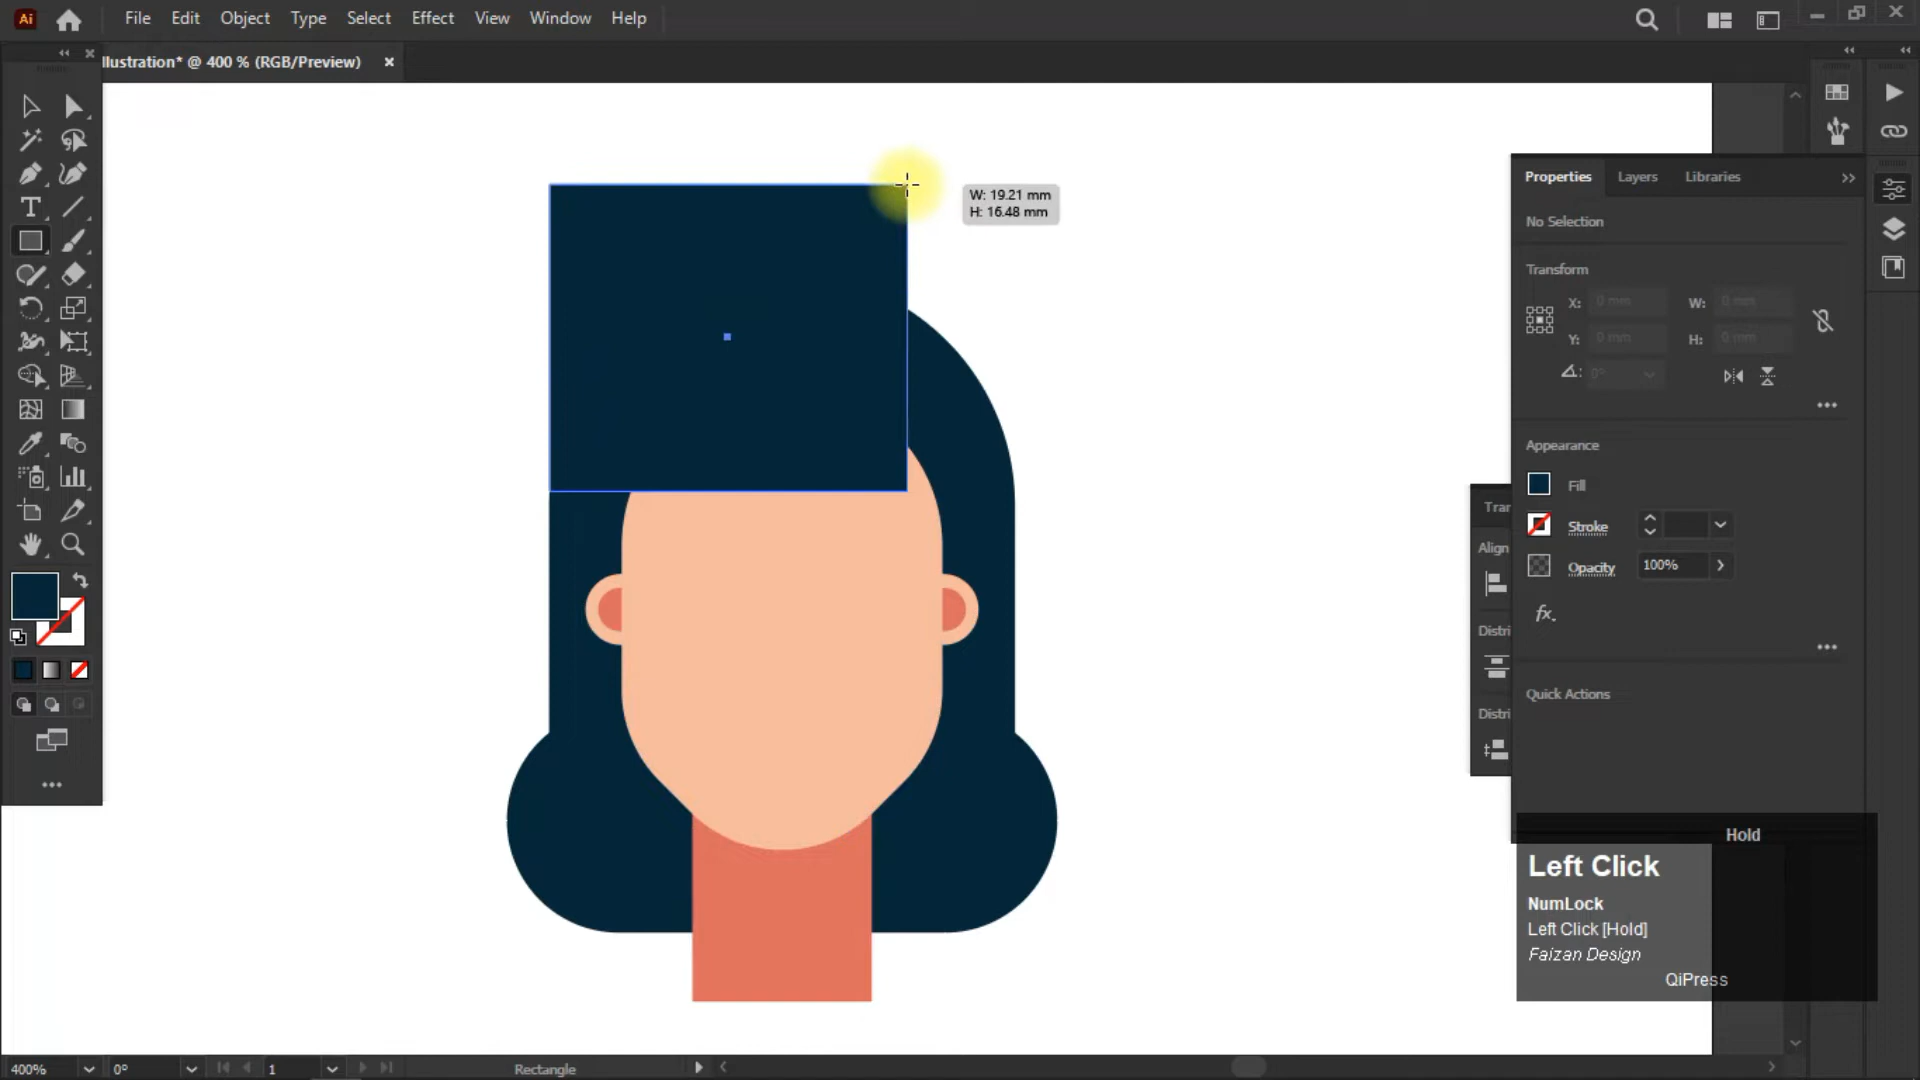 Ai
File Edit Object Type Select Effect View Window Help
llustration* @ 400 % (RGB/Preview)
T
W: 19.21 mm
H: 16.48 mm
Properties Layers Libraries
No Selection
Transform
X: 0 mm W: 0 mm
Y: 0 mm H: 0 mm
0°
Appearance
Fill
Stroke
Opacity 100%
fx.
Quick Actions
Tran
Align
Distri
Distri
Hold
Left Click
NumLock
Left Click [Hold]
Faizan Design
QiPress
400% 0° 1 Rectangle